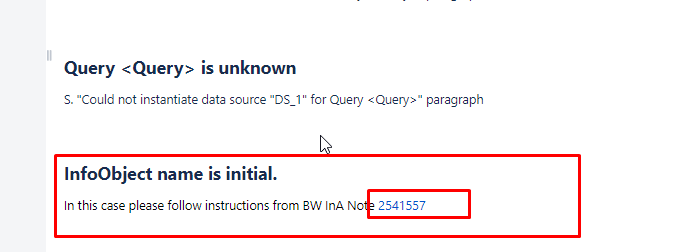 Query <Query> is unknown
S. "Could not instantiate data source "DS_1" for Query <Query>" paragraph
InfoObject name is initial.
In this case please follow instructions from BW InA Note 2541557